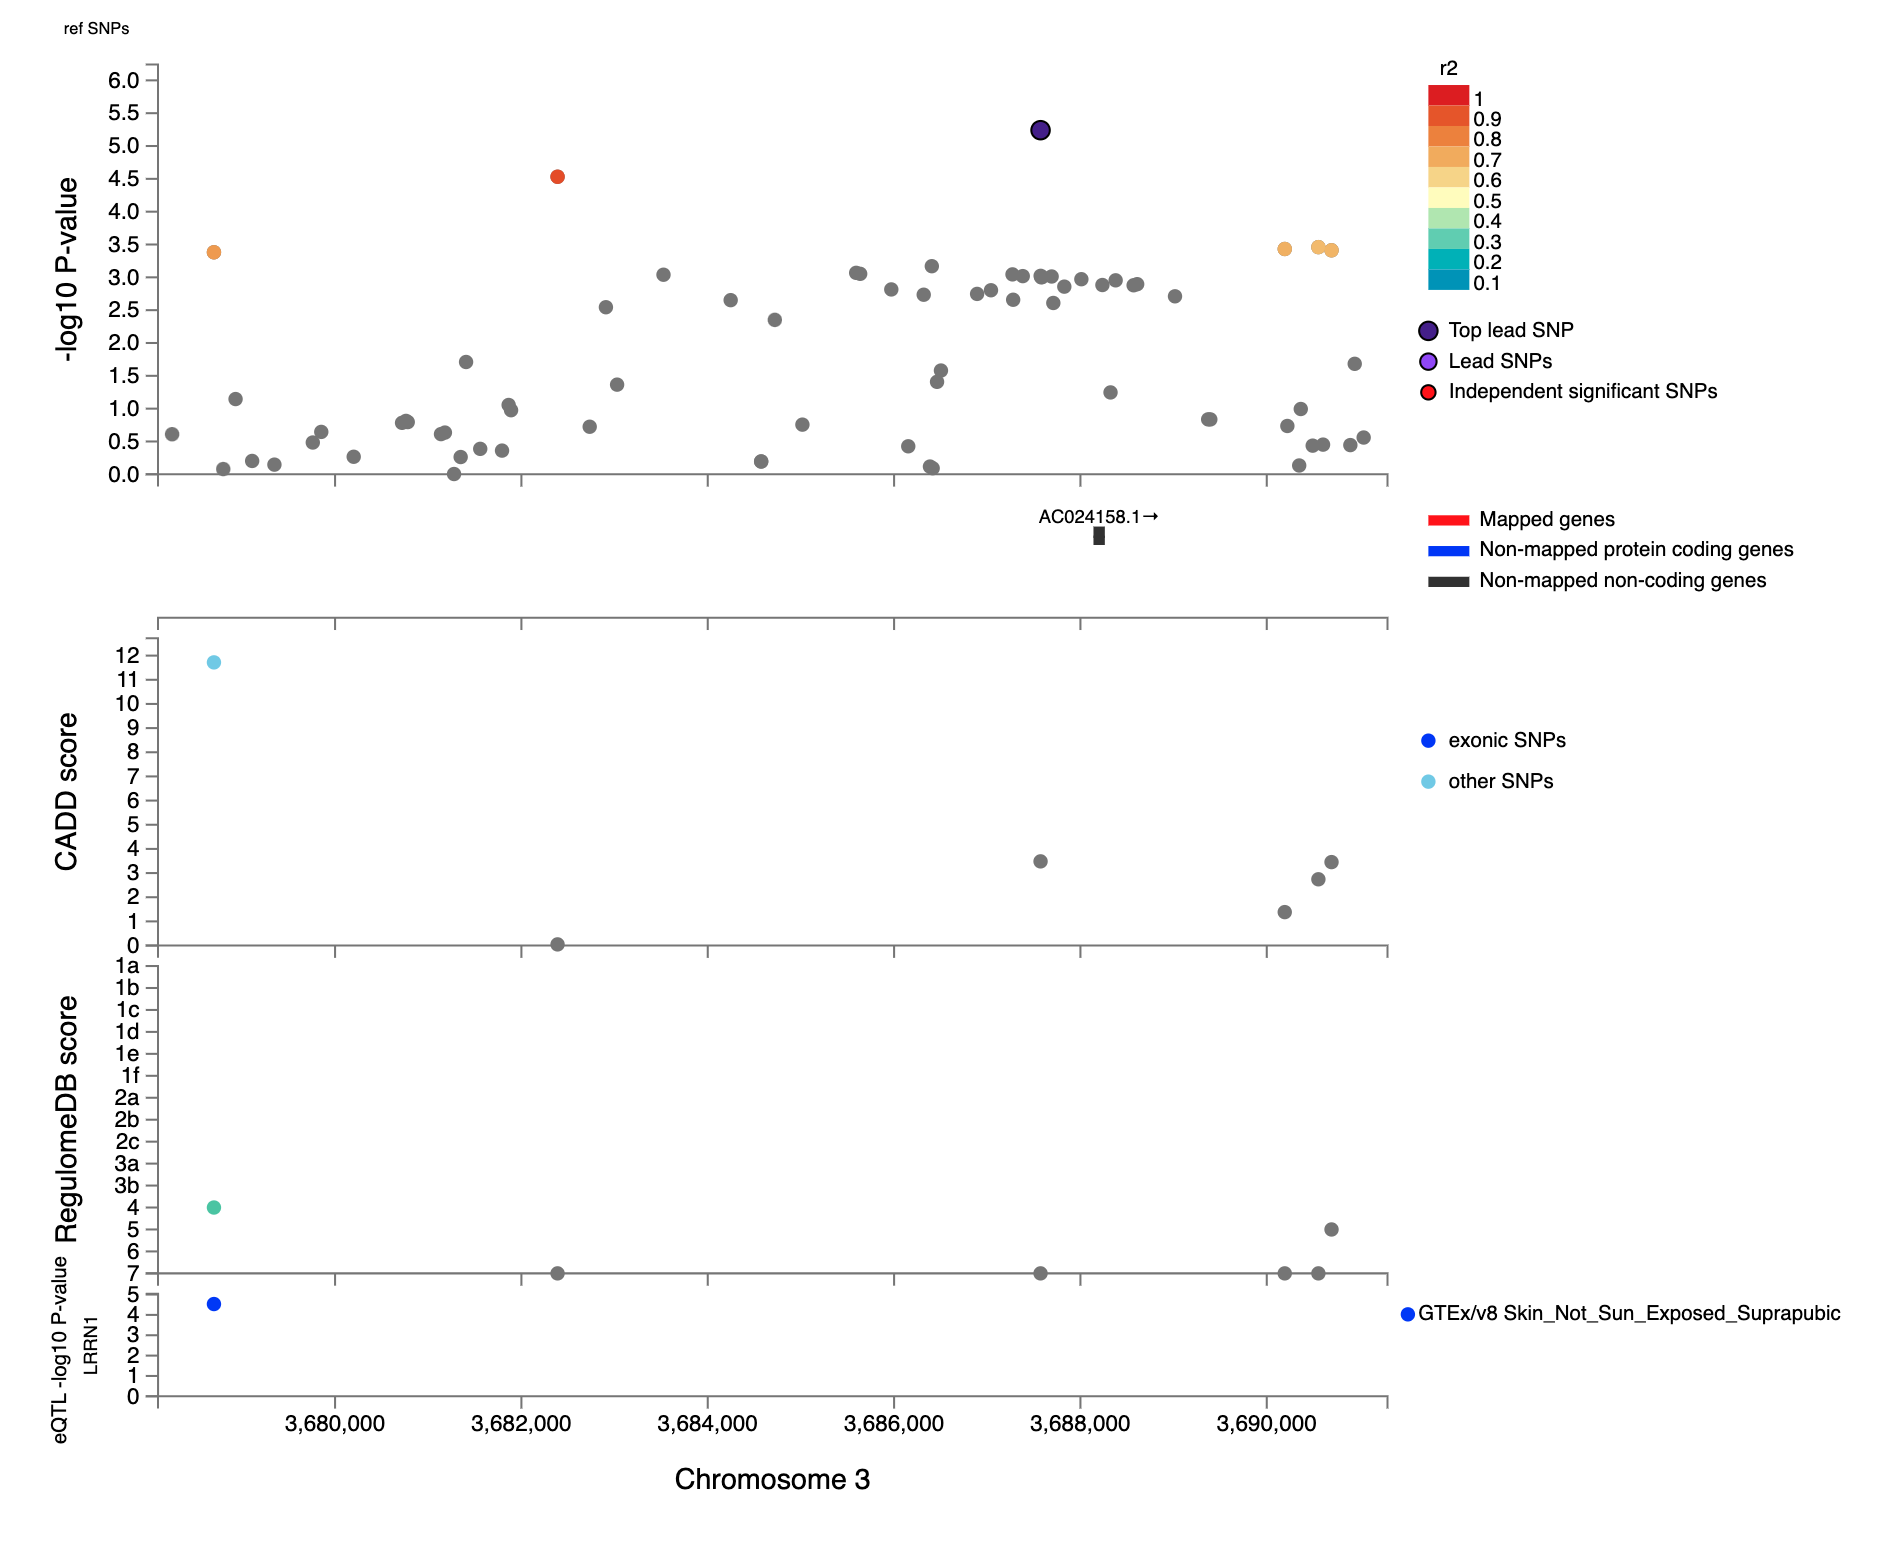 ref SNPs
6.0
5.5
5.0
4.5
4.0
3.5
3.0
2.5
2.0
1.5
1.0
0.5
0.0
-log10 P-value
r2
1
0.9
0.8
0.7
0.6
0.5
0.4
0.3
0.2
0.1
Top lead SNP
Lead SNPs
Independent significant SNPs
AC024158.1→
Mapped genes
Non-mapped protein coding genes
Non-mapped non-coding genes
12
11
10
9
8
7
6
5
4
3
2
1
0
CADD score
exonic SNPs
other SNPs
1a
1b
1c
1d
1e
1f
2a
2b
2c
3a
3b
4
5
6
7
RegulomeDB score
5
4
3
2
1
0
eQTL -log10 P-value
LRRN1
GTEx/v8 Skin_Not_Sun_Exposed_Suprapubic
3,680,000 3,682,000 3,684,000 3,686,000 3,688,000 3,690,000
Chromosome 3